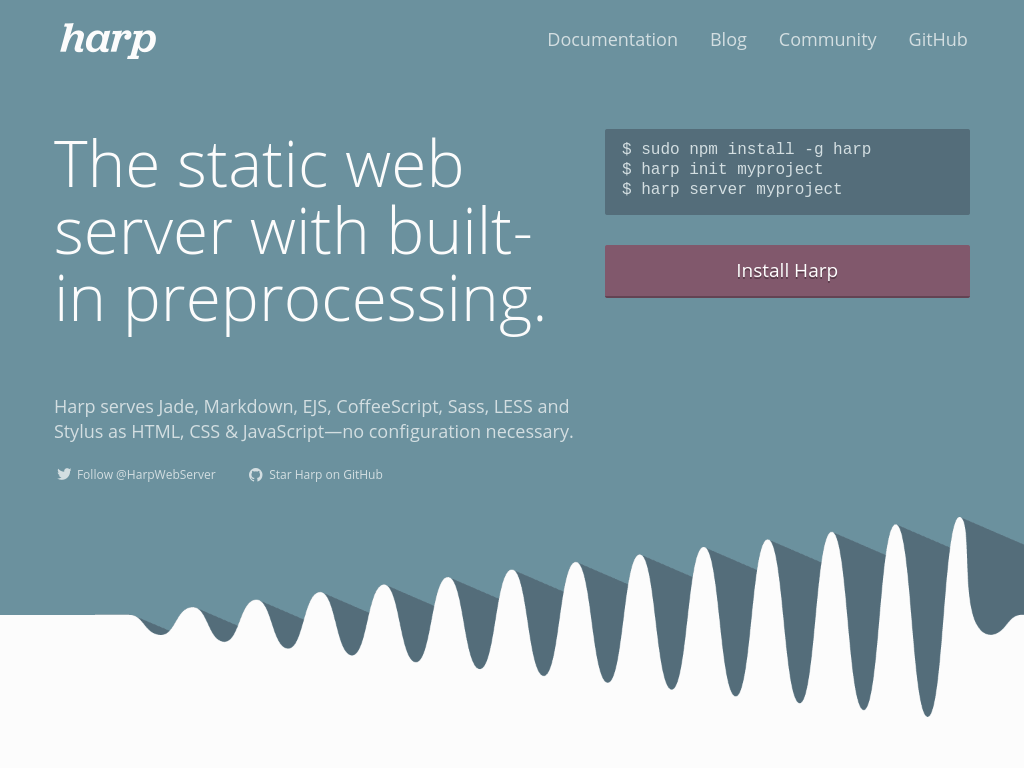 harp
Documentation Blog Community GitHub
The static web
server with built-
in preprocessing.
$ sudo npm install -g harp
$ harp init myproject
$ harp server myproject
Install Harp
Harp serves Jade, Markdown, EJS, CoffeeScript, Sass, LESS and
Stylus as HTML, CSS & JavaScript—no configuration necessary.
Follow @HarpWebServer Star Harp on GitHub